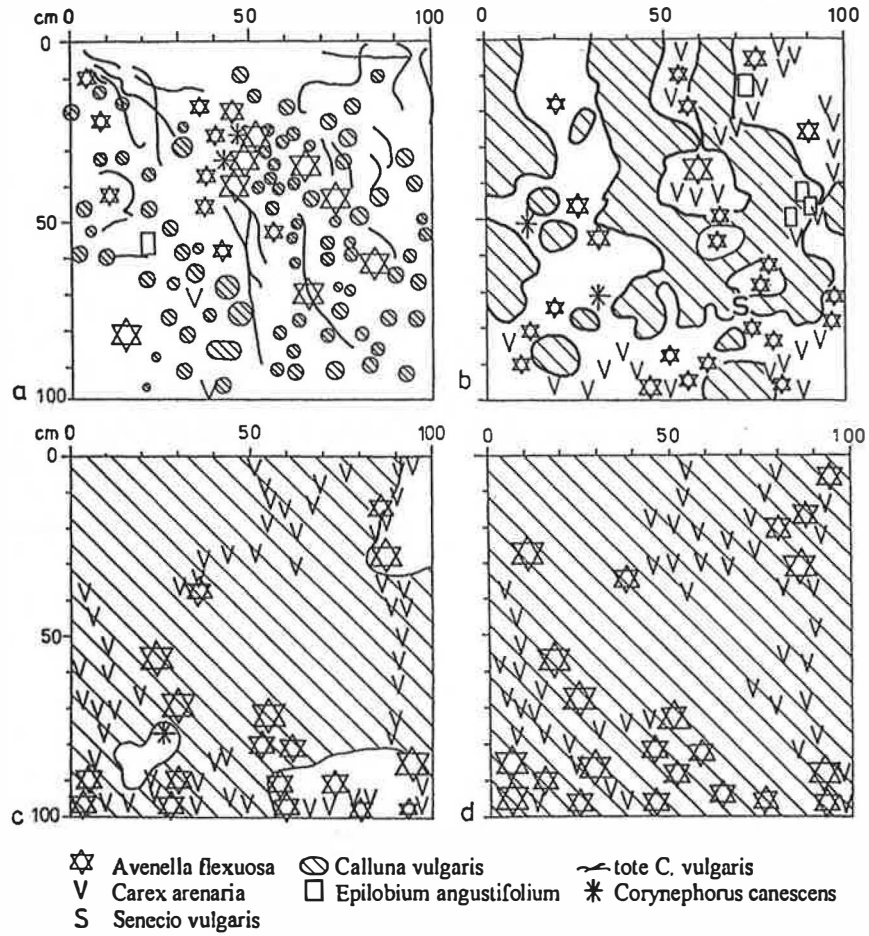 cm 0 50 100
0 50 100
0
50
100
a
b
cm 0 50 100
0 50 100
0
50
100
c
d
Avenella flexuosa
Calluna vulgaris
tote C. vulgaris
V Carex arenaria
Epilobium angustifolium
Corynephorus canescens
S Senecio vulgaris